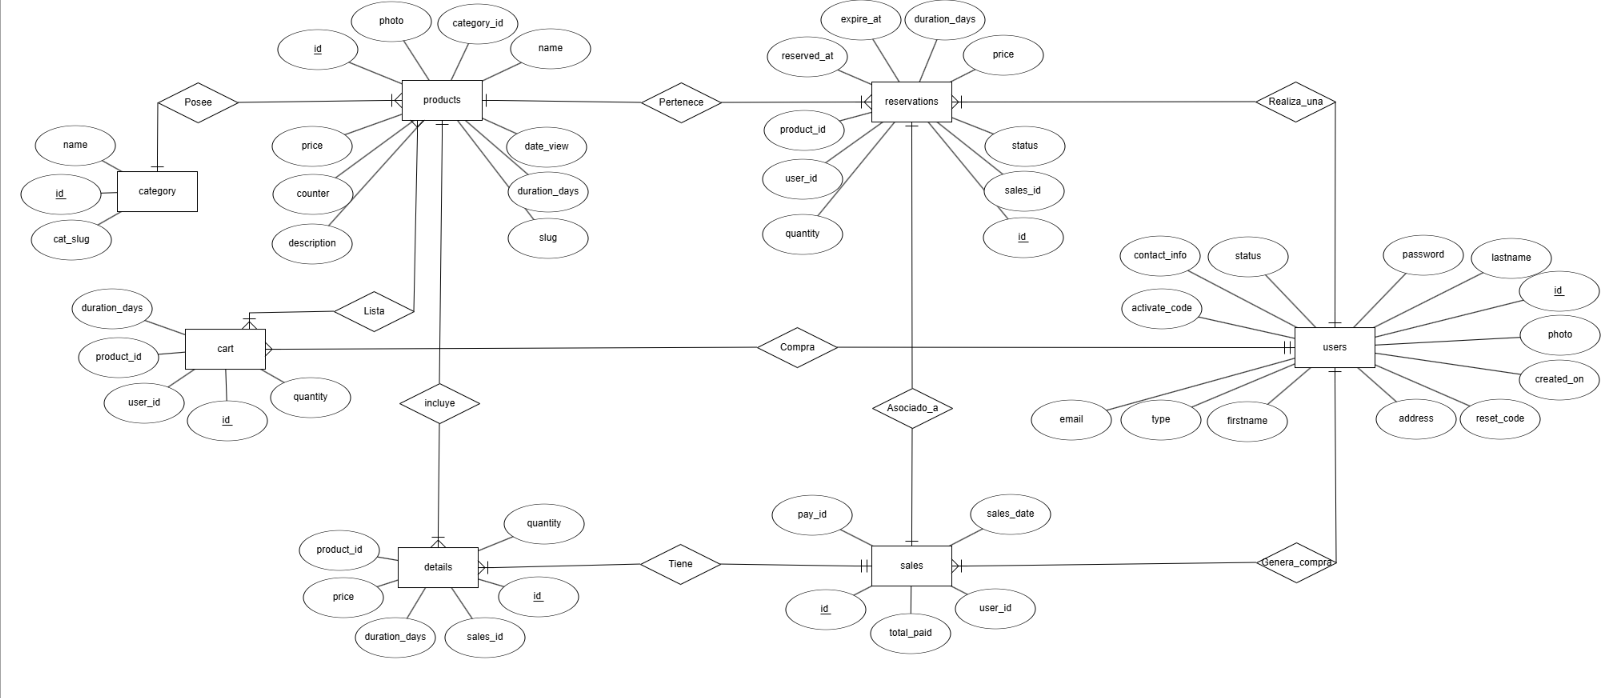 photo
category_id
id
name
products
Posee
price
date_view
counter
duration_days
description
slug
name
category
id
cat_slug
Pertenece
expire_at
duration_days
reserved_at
price
reservations
product_id
status
user_id
sales_id
quantity
id
Realiza_una
contact_info
status
password
lastname
id
activate_code
photo
users
created_on
email
type
firstname
address
reset_code
Lista
duration_days
product_id
cart
user_id
id
quantity
Compra
incluye
Asociado_a
product_id
quantity
details
price
id
duration_days
sales_id
Tiene
pay_id
sales_date
sales
id
user_id
total_paid
Genera_compra